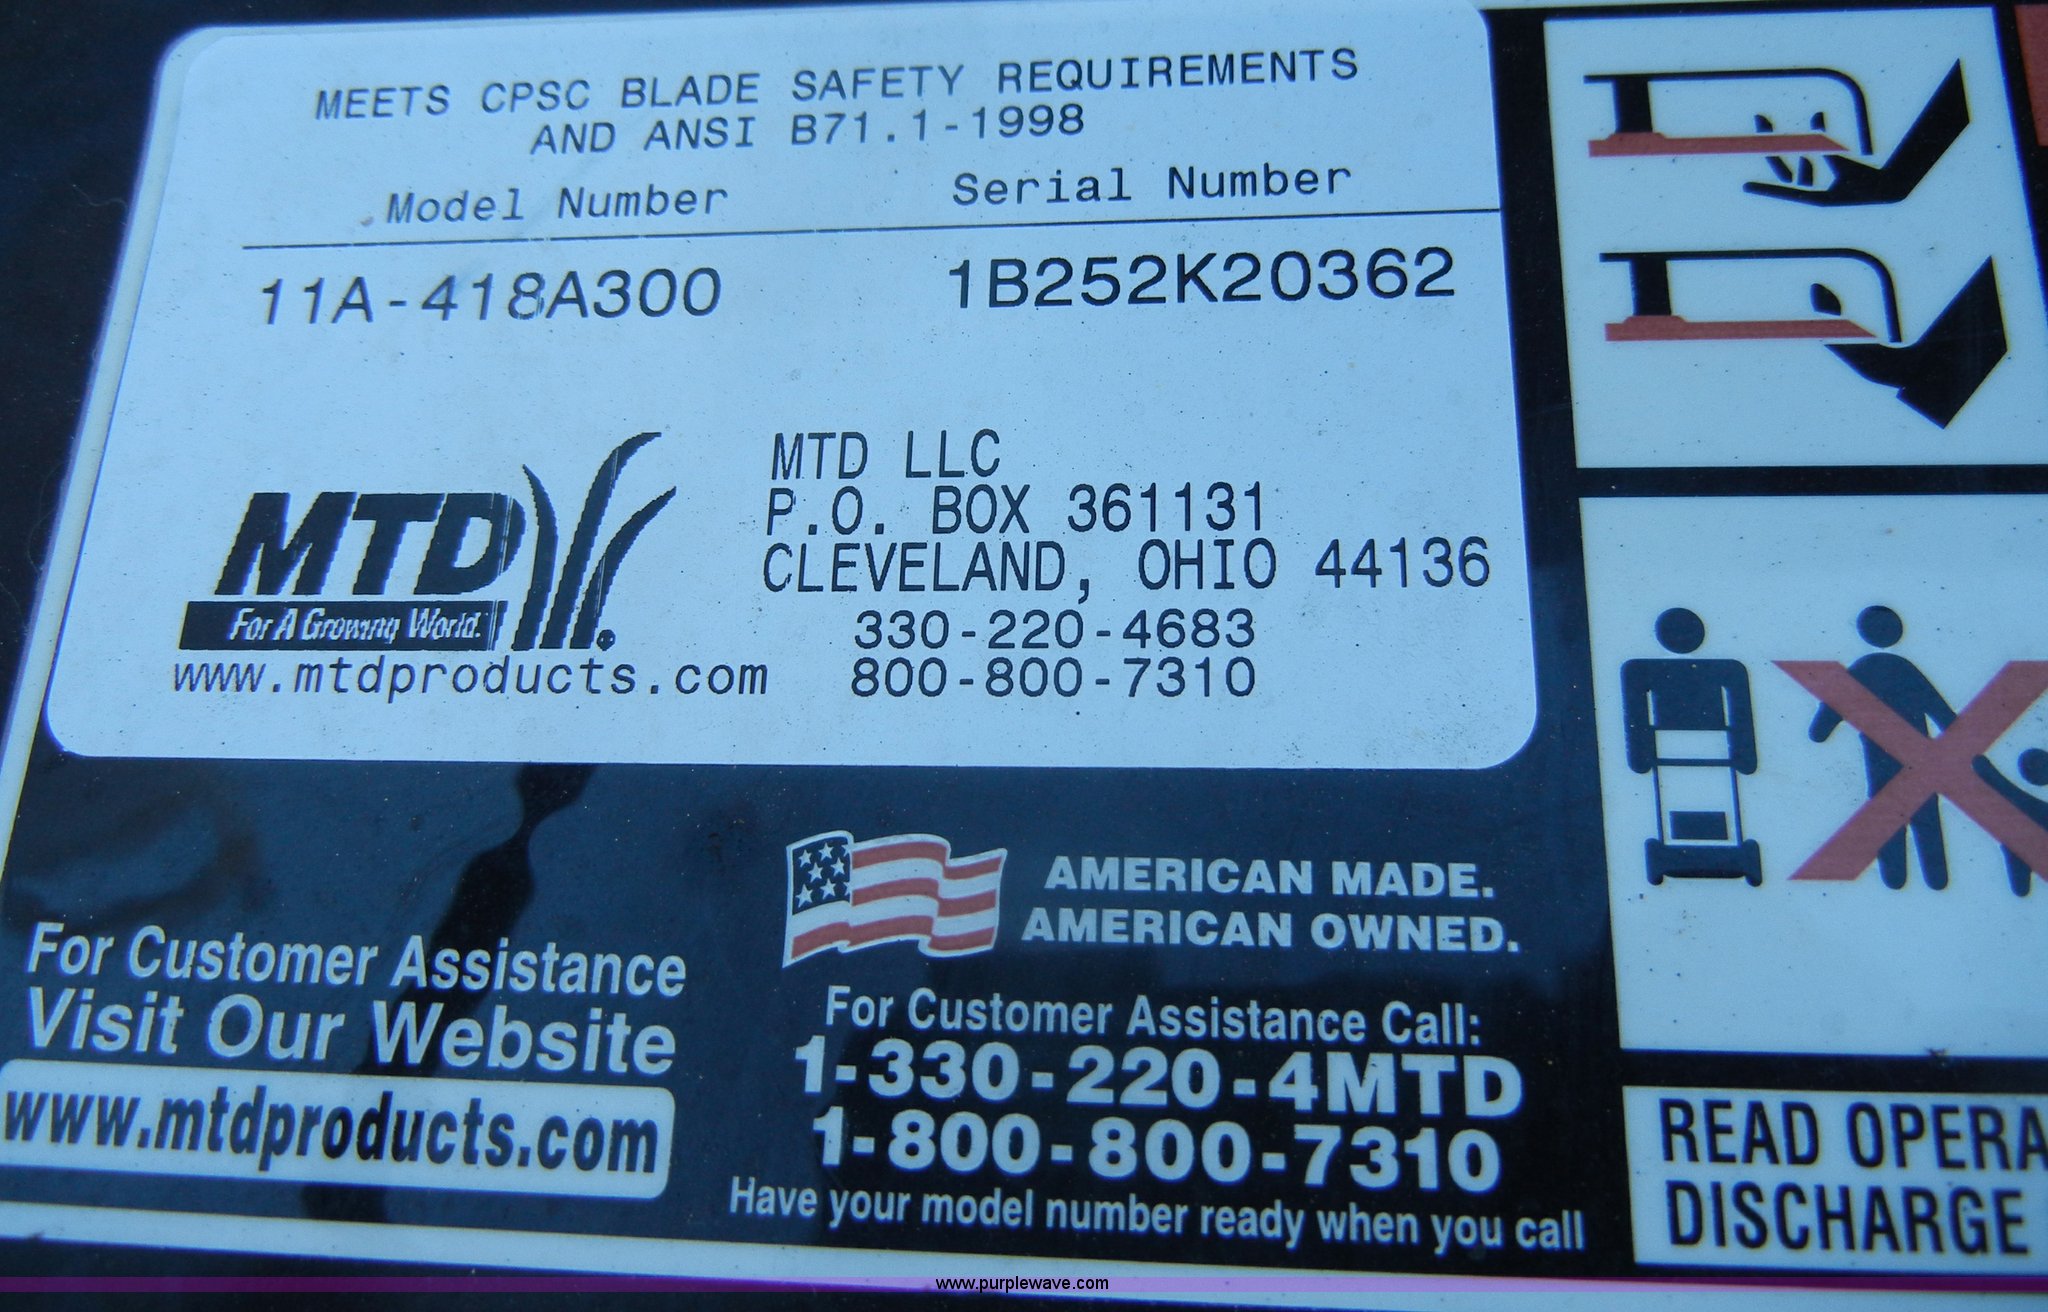 MEETS CPSC BLADE SAFETY REQUIREMENTS
AND ANSI B71.1-1998
Model Number Serial Number
11A-418A300 1B252K20362
MTD
For A Growing World.
www.mtdproducts.com
MTD LLC
P.O. BOX 361131
CLEVELAND, OHIO 44136
330-220-4683
800-800-7310
AMERICAN MADE.
AMERICAN OWNED.
For Customer Assistance
Visit Our Website
www.mtdproducts.com
For Customer Assistance Call:
1-330-220-4MTD
1-800-800-7310
Have your model number ready when you call
READ OPERA
DISCHARGE
www.purplewave.com